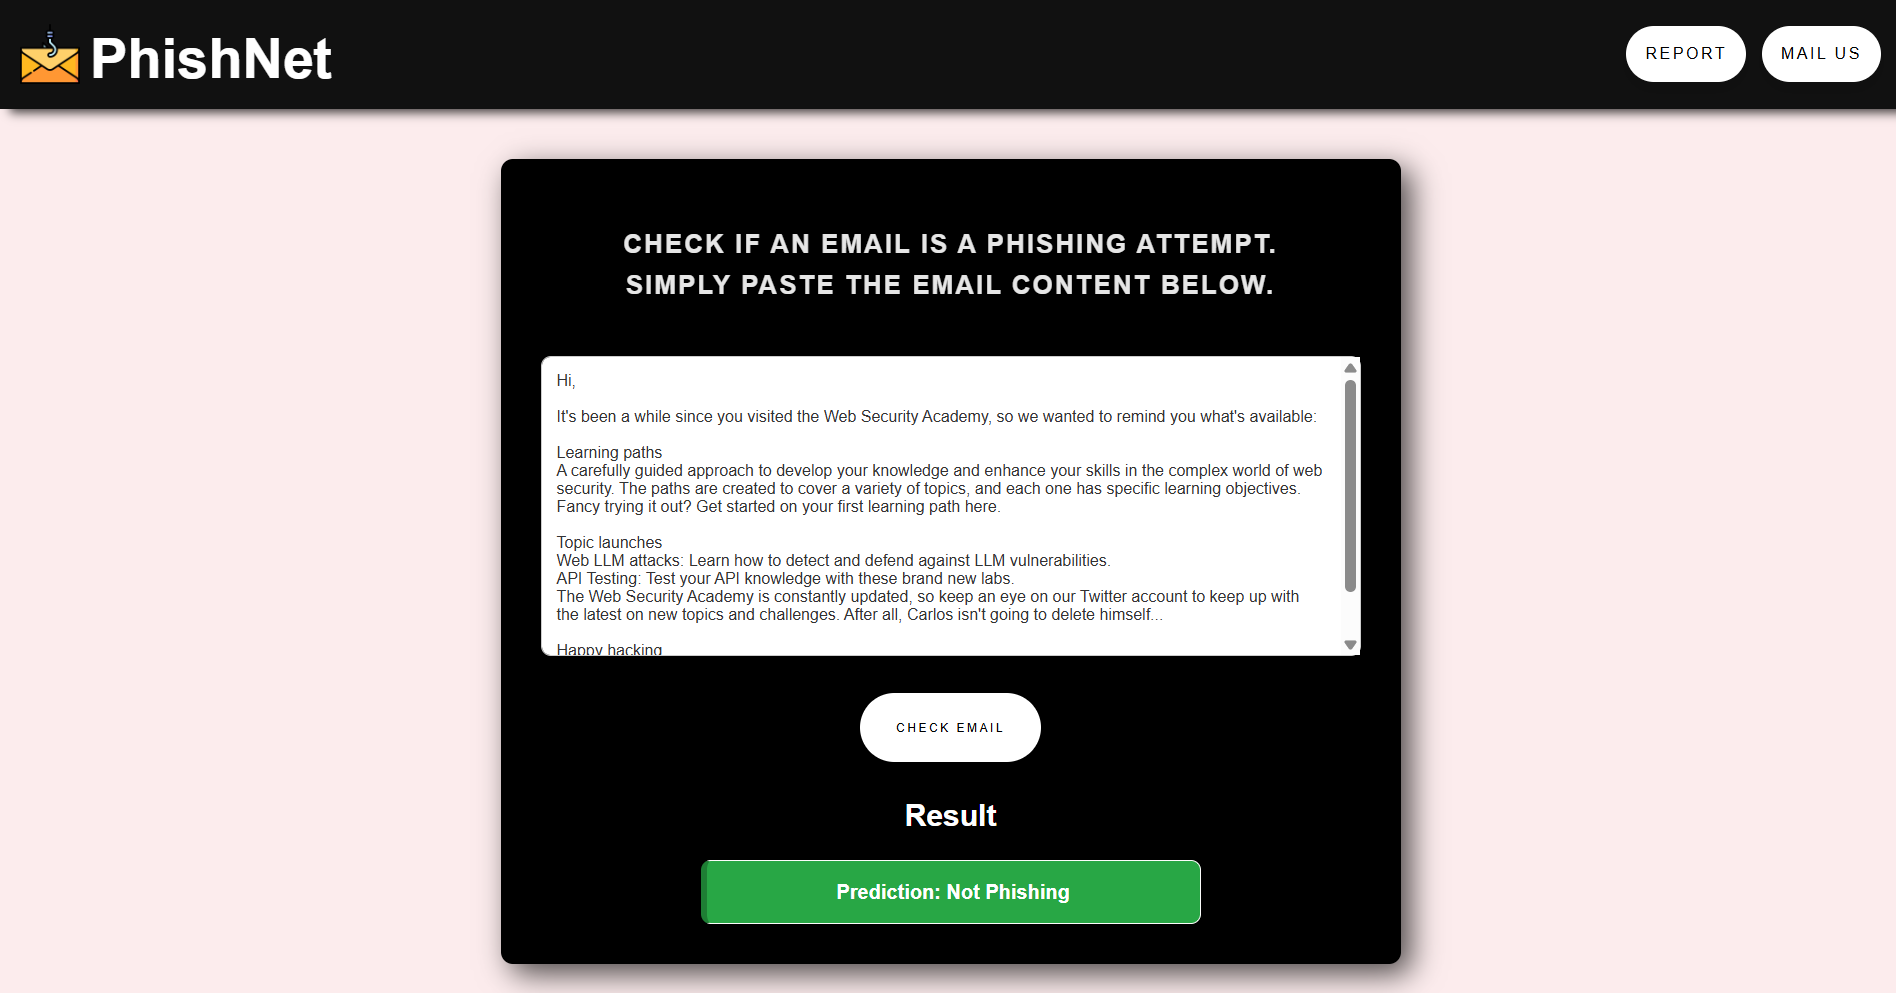 PhishNet
REPORT
MAIL US
CHECK IF AN EMAIL IS A PHISHING ATTEMPT.
SIMPLY PASTE THE EMAIL CONTENT BELOW.
Hi,
It's been a while since you visited the Web Security Academy, so we wanted to remind you what's available:
Learning paths
A carefully guided approach to develop your knowledge and enhance your skills in the complex world of web
security. The paths are created to cover a variety of topics, and each one has specific learning objectives.
Fancy trying it out? Get started on your first learning path here.
Topic launches
Web LLM attacks: Learn how to detect and defend against LLM vulnerabilities.
API Testing: Test your API knowledge with these brand new labs.
The Web Security Academy is constantly updated, so keep an eye on our Twitter account to keep up with
the latest on new topics and challenges. After all, Carlos isn't going to delete himself...
Happy hacking
CHECK EMAIL
Result
Prediction: Not Phishing